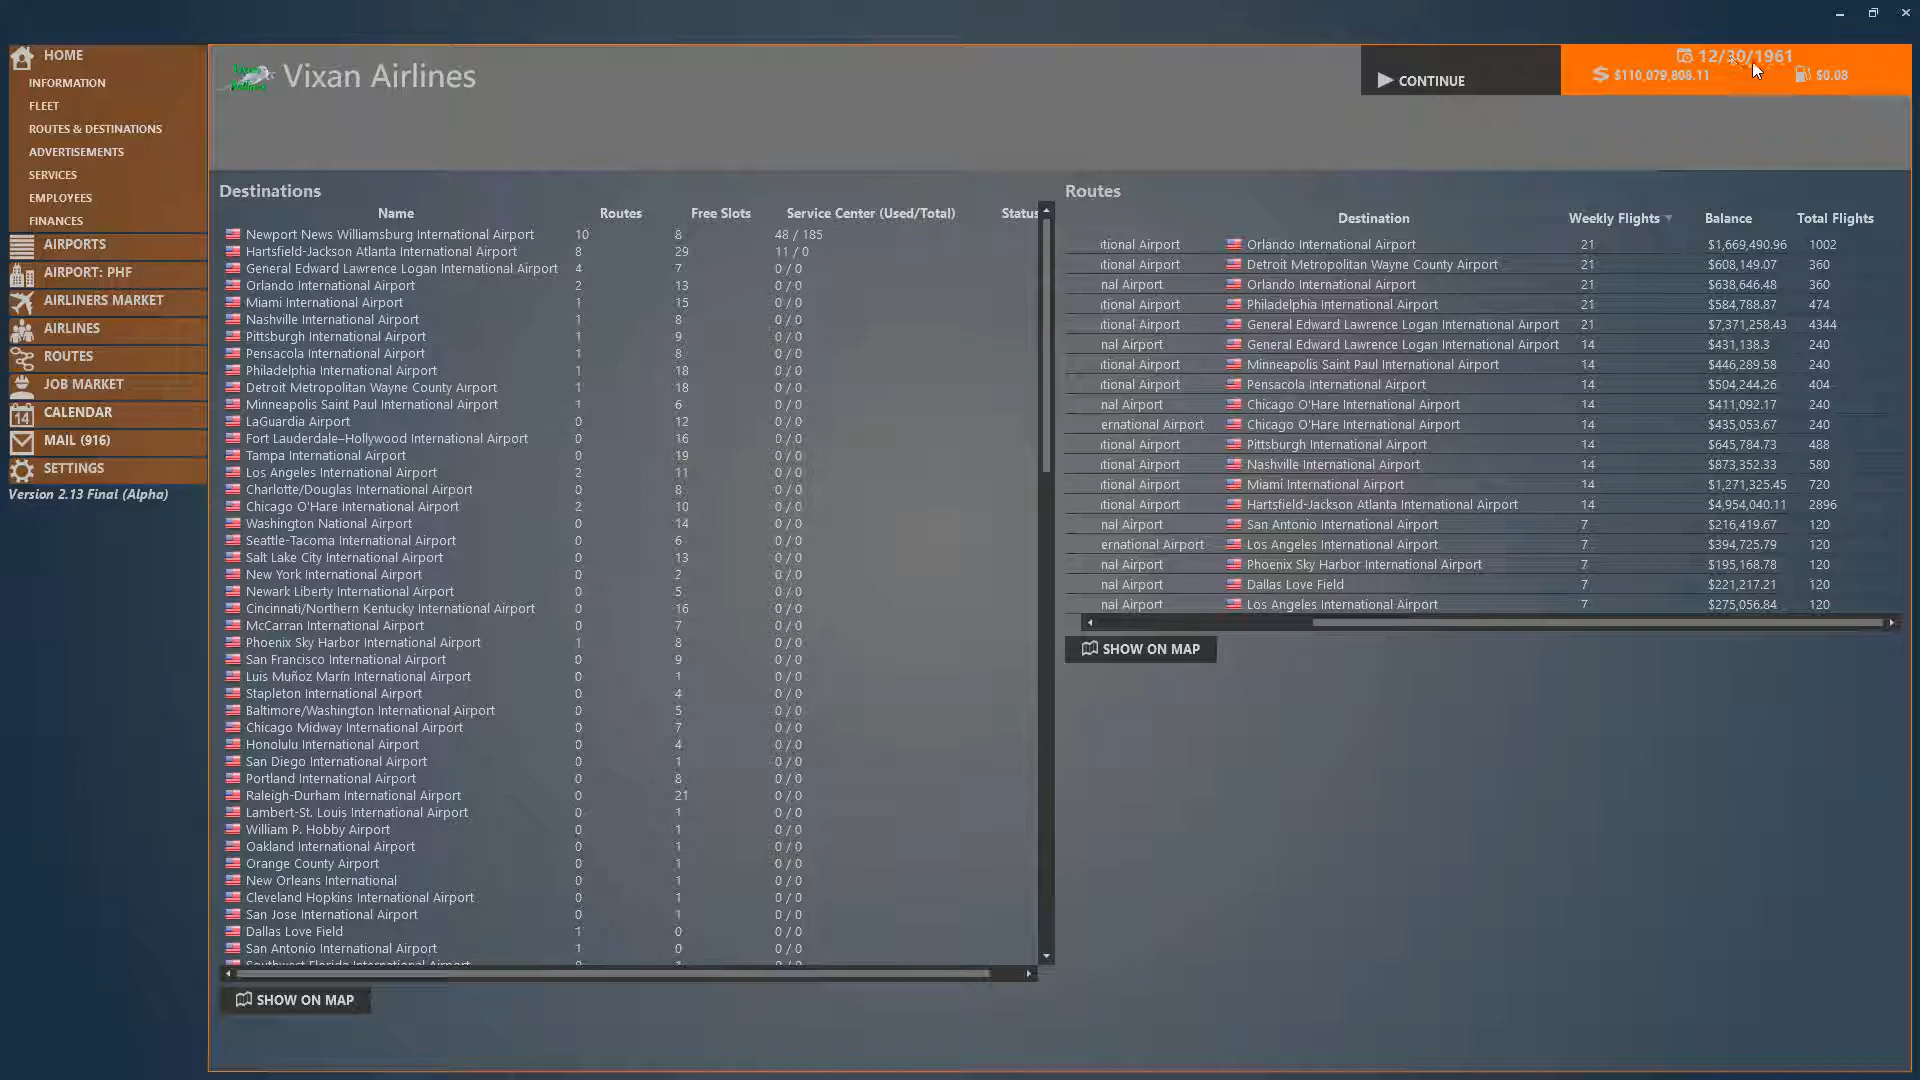 HOME
INFORMATION
FLEET
ROUTES & DESTINATIONS
ADVERTISEMENTS
SERVICES
EMPLOYEES
FINANCES
AIRPORTS
AIRPORT: PHF
AIRLINERS MARKET
AIRLINES
ROUTES
JOB MARKET
14 CALENDAR
MAIL (916)
SETTINGS
Version 2.13 Final (Alpha)
Vixan Airlines
CONTINUE
12/30/1961
$110,079,808.11 $0.08
Destinations
Name Routes Free Slots Service Center (Used/Total) Status
Newport News Williamsburg International Airport 10 8 48 / 185
Hartsfield-Jackson Atlanta International Airport 8 29 11 / 0
General Edward Lawrence Logan International Airport 4 7 0 / 0
Orlando International Airport 2 13 0 / 0
Miami International Airport 1 15 0 / 0
Nashville International Airport 1 8 0 / 0
Pittsburgh International Airport 1 9 0 / 0
Pensacola International Airport 1 8 0 / 0
Philadelphia International Airport 1 18 0 / 0
Detroit Metropolitan Wayne County Airport 1 18 0 / 0
Minneapolis Saint Paul International Airport 1 6 0 / 0
LaGuardia Airport 0 12 0 / 0
Fort Lauderdale–Hollywood International Airport 0 16 0 / 0
Tampa International Airport 0 19 0 / 0
Los Angeles International Airport 2 11 0 / 0
Charlotte/Douglas International Airport 0 8 0 / 0
Chicago O'Hare International Airport 2 10 0 / 0
Washington National Airport 0 14 0 / 0
Seattle-Tacoma International Airport 0 6 0 / 0
Salt Lake City International Airport 0 13 0 / 0
New York International Airport 0 2 0 / 0
Newark Liberty International Airport 0 5 0 / 0
Cincinnati/Northern Kentucky International Airport 0 16 0 / 0
McCarran International Airport 0 7 0 / 0
Phoenix Sky Harbor International Airport 1 8 0 / 0
San Francisco International Airport 0 9 0 / 0
Luis Muñoz Marín International Airport 0 1 0 / 0
Stapleton International Airport 0 4 0 / 0
Baltimore/Washington International Airport 0 5 0 / 0
Chicago Midway International Airport 0 7 0 / 0
Honolulu International Airport 0 4 0 / 0
San Diego International Airport 0 1 0 / 0
Portland International Airport 0 8 0 / 0
Raleigh-Durham International Airport 0 21 0 / 0
Lambert-St. Louis International Airport 0 1 0 / 0
William P. Hobby Airport 0 1 0 / 0
Oakland International Airport 0 1 0 / 0
Orange County Airport 0 1 0 / 0
New Orleans International 0 1 0 / 0
Cleveland Hopkins International Airport 0 1 0 / 0
San Jose International Airport 0 1 0 / 0
Dallas Love Field 1 0 0 / 0
San Antonio International Airport 1 0 0 / 0
Southwest Florida International Airport 0 1 0 / 0
SHOW ON MAP
Routes
Destination Weekly Flights Balance Total Flights
itional Airport Orlando International Airport 21 $1,669,490.96 1002
itional Airport Detroit Metropolitan Wayne County Airport 21 $608,149.07 360
nal Airport Orlando International Airport 21 $638,646.48 360
itional Airport Philadelphia International Airport 21 $584,788.87 474
itional Airport General Edward Lawrence Logan International Airport 21 $7,371,258.43 4344
nal Airport General Edward Lawrence Logan International Airport 14 $431,138.3 240
itional Airport Minneapolis Saint Paul International Airport 14 $446,289.58 240
itional Airport Pensacola International Airport 14 $504,244.26 404
nal Airport Chicago O'Hare International Airport 14 $411,092.17 240
ernational Airport Chicago O'Hare International Airport 14 $435,053.67 240
itional Airport Pittsburgh International Airport 14 $645,784.73 488
itional Airport Nashville International Airport 14 $873,352.33 580
itional Airport Miami International Airport 14 $1,271,325.45 720
itional Airport Hartsfield-Jackson Atlanta International Airport 14 $4,954,040.11 2896
nal Airport San Antonio International Airport 7 $216,419.67 120
ernational Airport Los Angeles International Airport 7 $394,725.79 120
nal Airport Phoenix Sky Harbor International Airport 7 $195,168.78 120
nal Airport Dallas Love Field 7 $221,217.21 120
nal Airport Los Angeles International Airport 7 $275,056.84 120
SHOW ON MAP